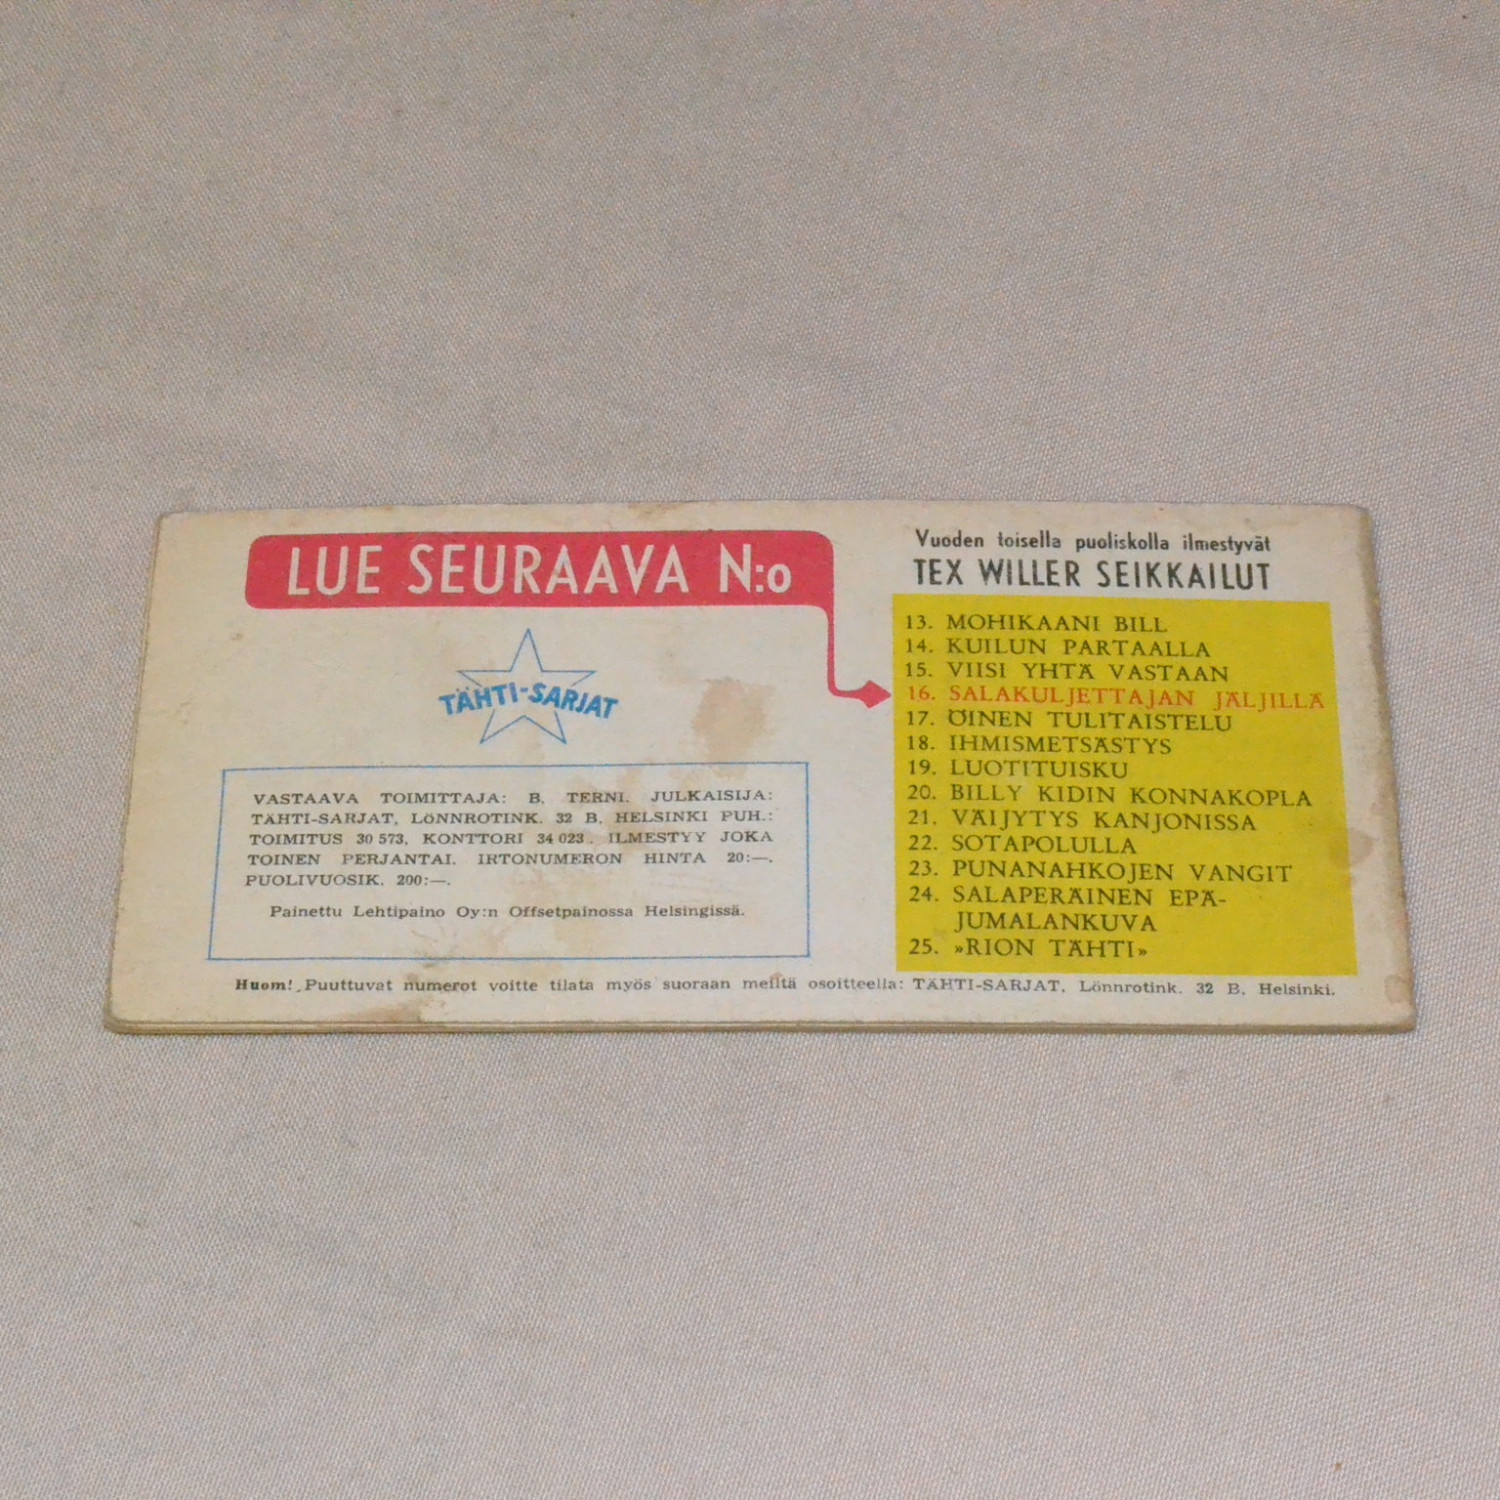 LUE SEURAAVA N:o
TÄHTI-SARJAT
VASTAAVA TOIMITTAJA: B. TERNI. JULKAISIJA:
TÄHTI-SARJAT, LÖNNROTINK. 32 B, HELSINKI PUH.:
TOIMITUS 30 573, KONTTORI 34 023. ILMESTYY JOKA
TOINEN PERJANTAI. IRTONUMERON HINTA 20:—.
PUOLIVUOSIK. 200:—.
Painettu Lehtipaino Oy:n Offsetpainossa Helsingissä.
Vuoden toisella puoliskolla ilmestyvät
TEX WILLER SEIKKAILUT
13. MOHIKAANI BILL
14. KUILUN PARTAALLA
15. VIISI YHTÄ VASTAAN
16. SALAKULJETTAJAN JÄLJILLÄ
17. ÖINEN TULITAISTELU
18. IHMISMETSÄSTYS
19. LUOTITUISKU
20. BILLY KIDIN KONNAKOPLA
21. VÄIJYTYS KANJONISSA
22. SOTAPOLULLA
23. PUNANAHKOJEN VANGIT
24. SALAPERÄINEN EPÄ-
JUMALANKUVA
25. »RION TÄHTI»
Huom! Puuttuvat numerot voitte tilata myös suoraan meiltä osoitteella: TÄHTI-SARJAT, Lönnrotink. 32 B, Helsinki.